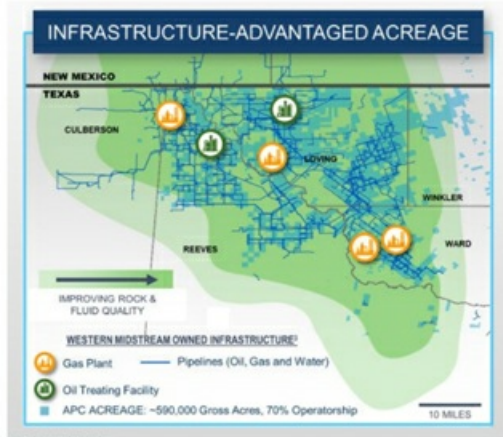 INFRASTRUCTURE-ADVANTAGED ACREAGE
NEW MEXICO
TEXAS
CULBERSON
LOVING
WINKLER
REEVES
WARD
IMPROVING ROCK &
FLUID QUALITY
WESTERN MIDSTREAM OWNED INFRASTRUCTURE
Gas Plant
Pipelines (Oil, Gas and Water)
Oil Treating Facility
APC ACREAGE: ~590,000 Gross Acres, 70% Operatorship
10 MILES